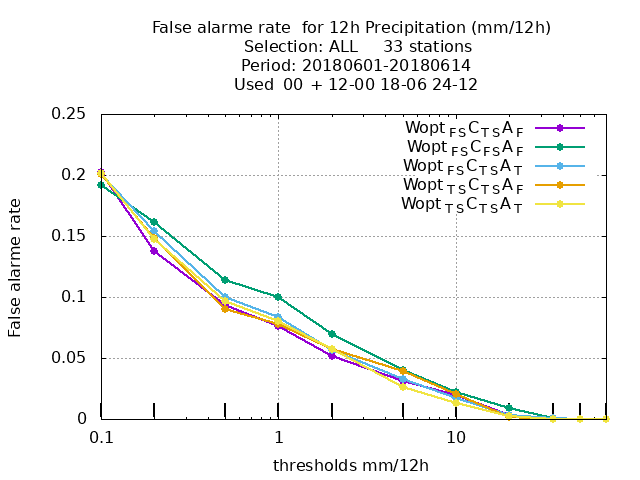 False alarme rate  for 12h Precipitation (mm/12h)
Selection: ALL     33 stations
Period: 20180601-20180614
Used  00  + 12-00 18-06 24-12
0.25
0.2
0.15
0.1
0.05
0
False alarme rate
Wopt FS C TS A F
Wopt FS C FS A F
Wopt FS C TS A T
Wopt TS C TS A F
Wopt TS C TS A T
0.1
1
10
thresholds mm/12h